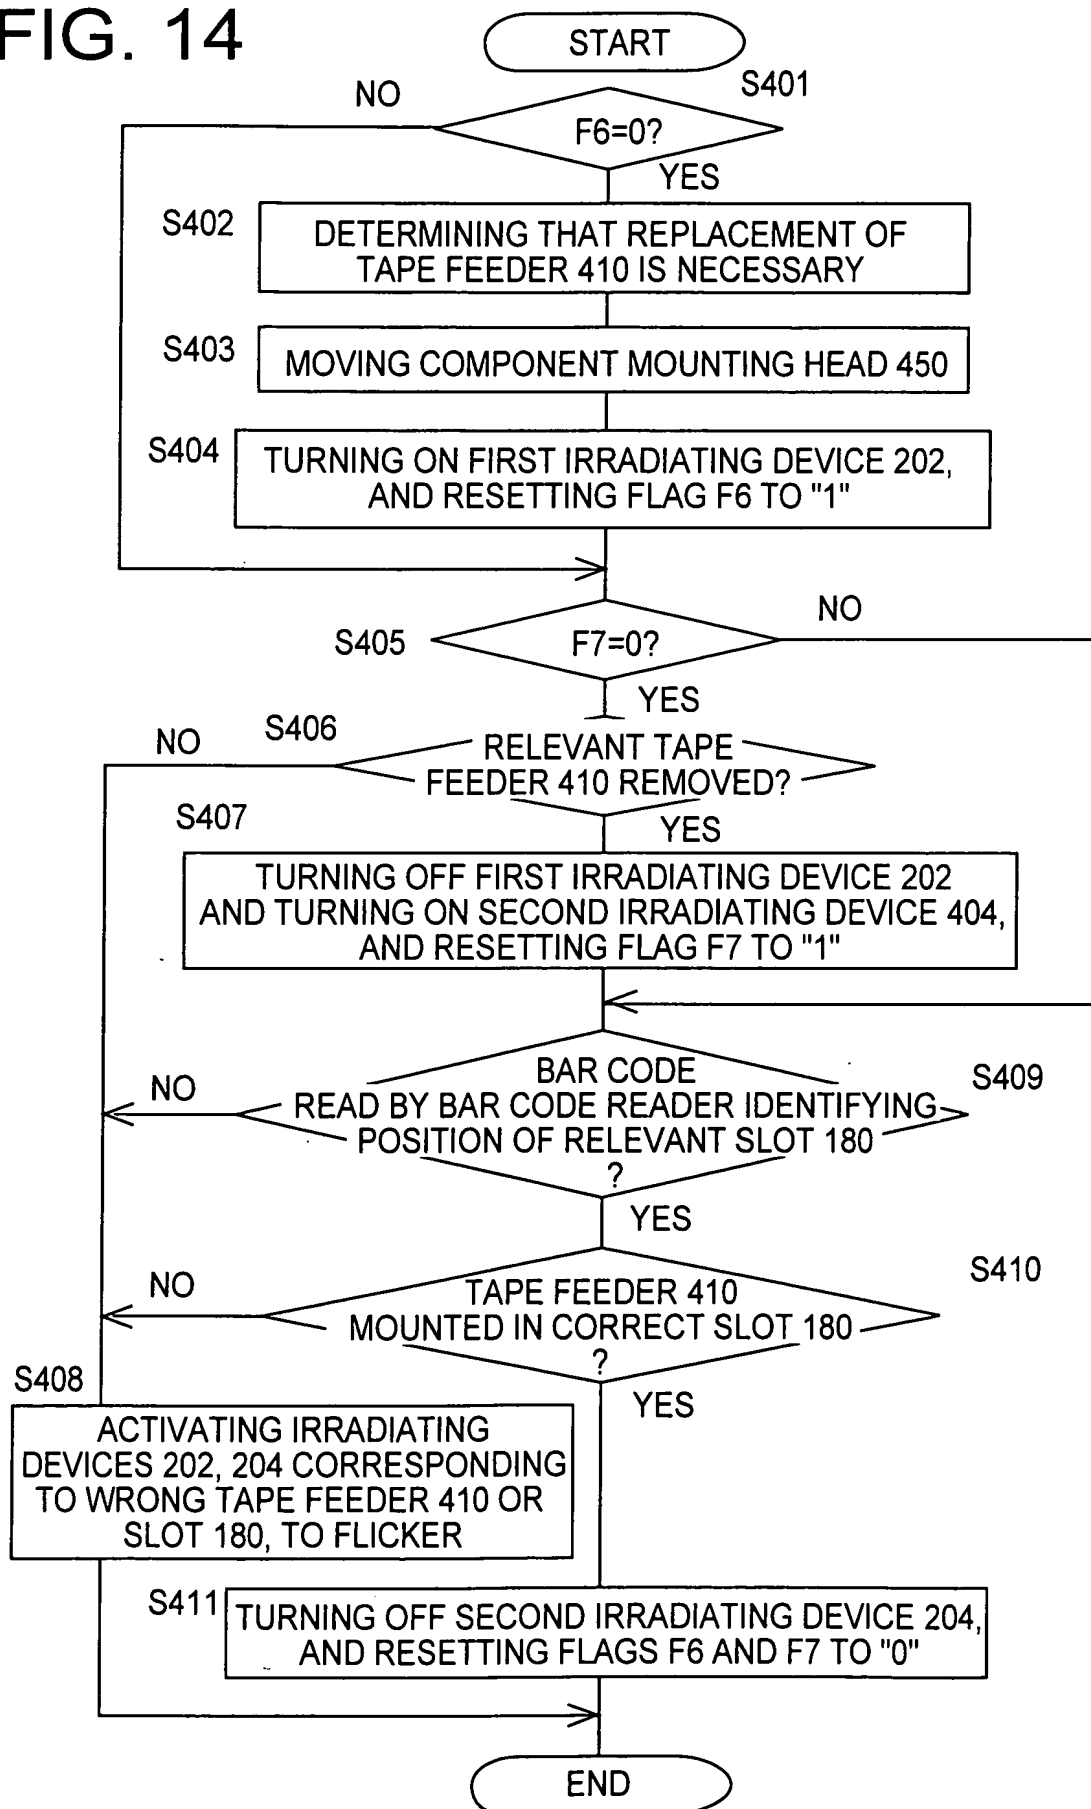 FIG. 14
START
S401
NO
F6=0?
YES
S402
DETERMINING THAT REPLACEMENT OF
TAPE FEEDER 410 IS NECESSARY
S403
MOVING COMPONENT MOUNTING HEAD 450
S404
TURNING ON FIRST IRRADIATING DEVICE 202,
AND RESETTING FLAG F6 TO "1"
NO
S405
F7=0?
YES
S406
NO
RELEVANT TAPE
FEEDER 410 REMOVED?
S407
YES
TURNING OFF FIRST IRRADIATING DEVICE 202
AND TURNING ON SECOND IRRADIATING DEVICE 404,
AND RESETTING FLAG F7 TO "1"
BAR CODE
S409
NO
READ BY BAR CODE READER IDENTIFYING
POSITION OF RELEVANT SLOT 180
?
YES
S410
NO
TAPE FEEDER 410
MOUNTED IN CORRECT SLOT 180
?
S408
YES
ACTIVATING IRRADIATING
DEVICES 202, 204 CORRESPONDING
TO WRONG TAPE FEEDER 410 OR
SLOT 180, TO FLICKER
S411
TURNING OFF SECOND IRRADIATING DEVICE 204,
AND RESETTING FLAGS F6 AND F7 TO "0"
END